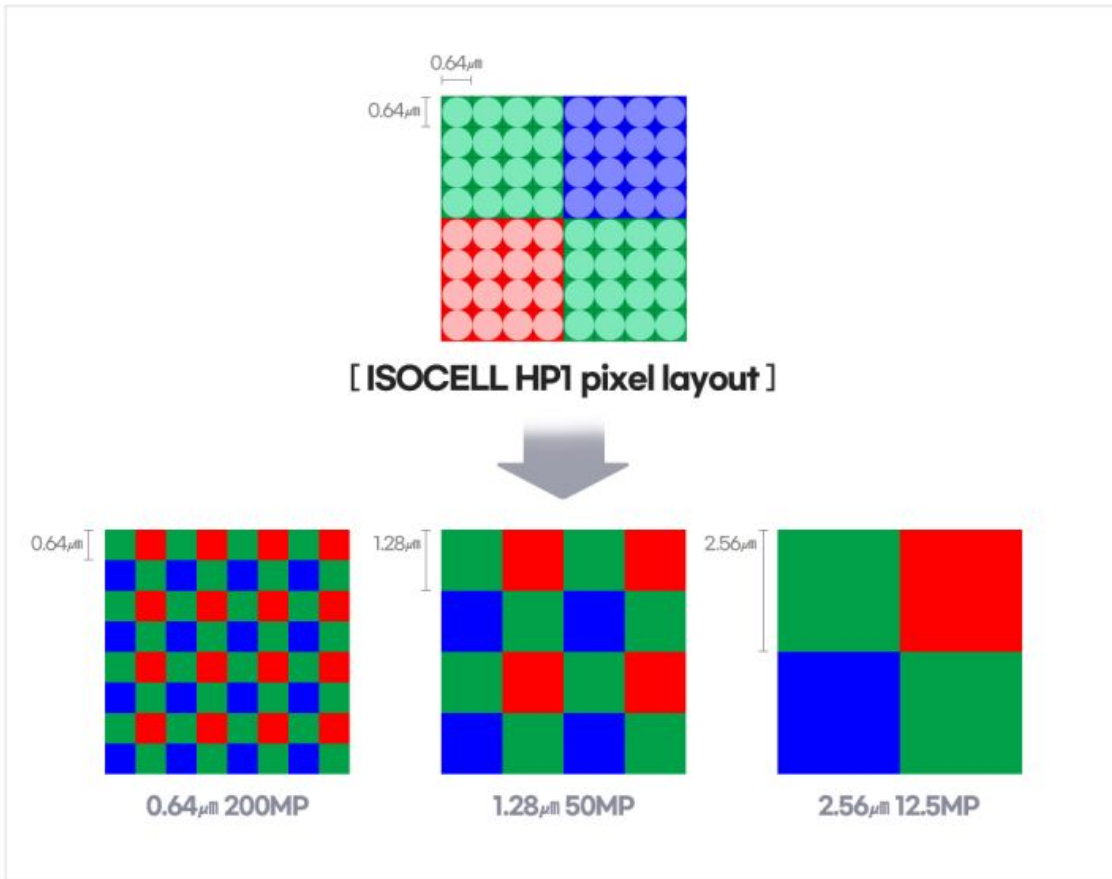 0.64㎛
0.64㎛
[ ISOCELL HP1 pixel layout ]
0.64㎛
1.28㎛
2.56㎛
0.64㎛ 200MP
1.28㎛ 50MP
2.56㎛ 12.5MP